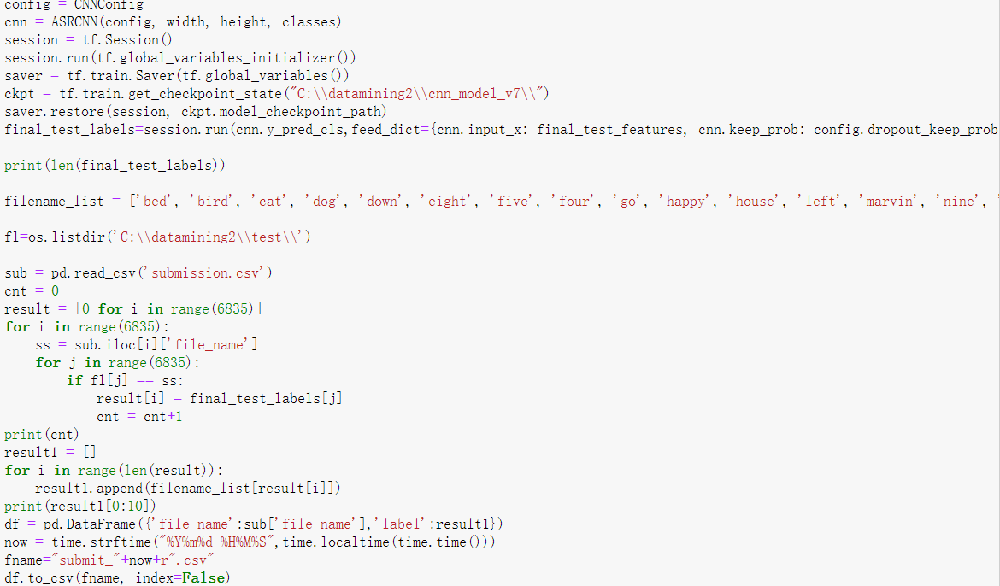 config = CNNConfig
cnn = ASRCNN(config, width, height, classes)
session = tf.Session()
session.run(tf.global_variables_initializer())
saver = tf.train.Saver(tf.global_variables())
ckpt = tf.train.get_checkpoint_state("C:\\datamining2\\cnn_model_v7\\")
saver.restore(session, ckpt.model_checkpoint_path)
final_test_labels=session.run(cnn.y_pred_cls,feed_dict={cnn.input_x: final_test_features, cnn.keep_prob: config.dropout_keep_prob
print(len(final_test_labels))
filename_list = ['bed', 'bird', 'cat', 'dog', 'down', 'eight', 'five', 'four', 'go', 'happy', 'house', 'left', 'marvin', 'nine', '
fl=os.listdir('C:\\datamining2\\test\\')
sub = pd.read_csv('submission.csv')
cnt = 0
result = [0 for i in range(6835)]
for i in range(6835):
    ss = sub.iloc[i]['file_name']
    for j in range(6835):
        if fl[j] == ss:
            result[i] = final_test_labels[j]
            cnt = cnt+1
print(cnt)
result1 = []
for i in range(len(result)):
    result1.append(filename_list[result[i]])
print(result1[0:10])
df = pd.DataFrame({'file_name':sub['file_name'],'label':result1})
now = time.strftime("%Y%m%d_%H%M%S",time.localtime(time.time()))
fname="submit_"+now+r".csv"
df.to_csv(fname, index=False)